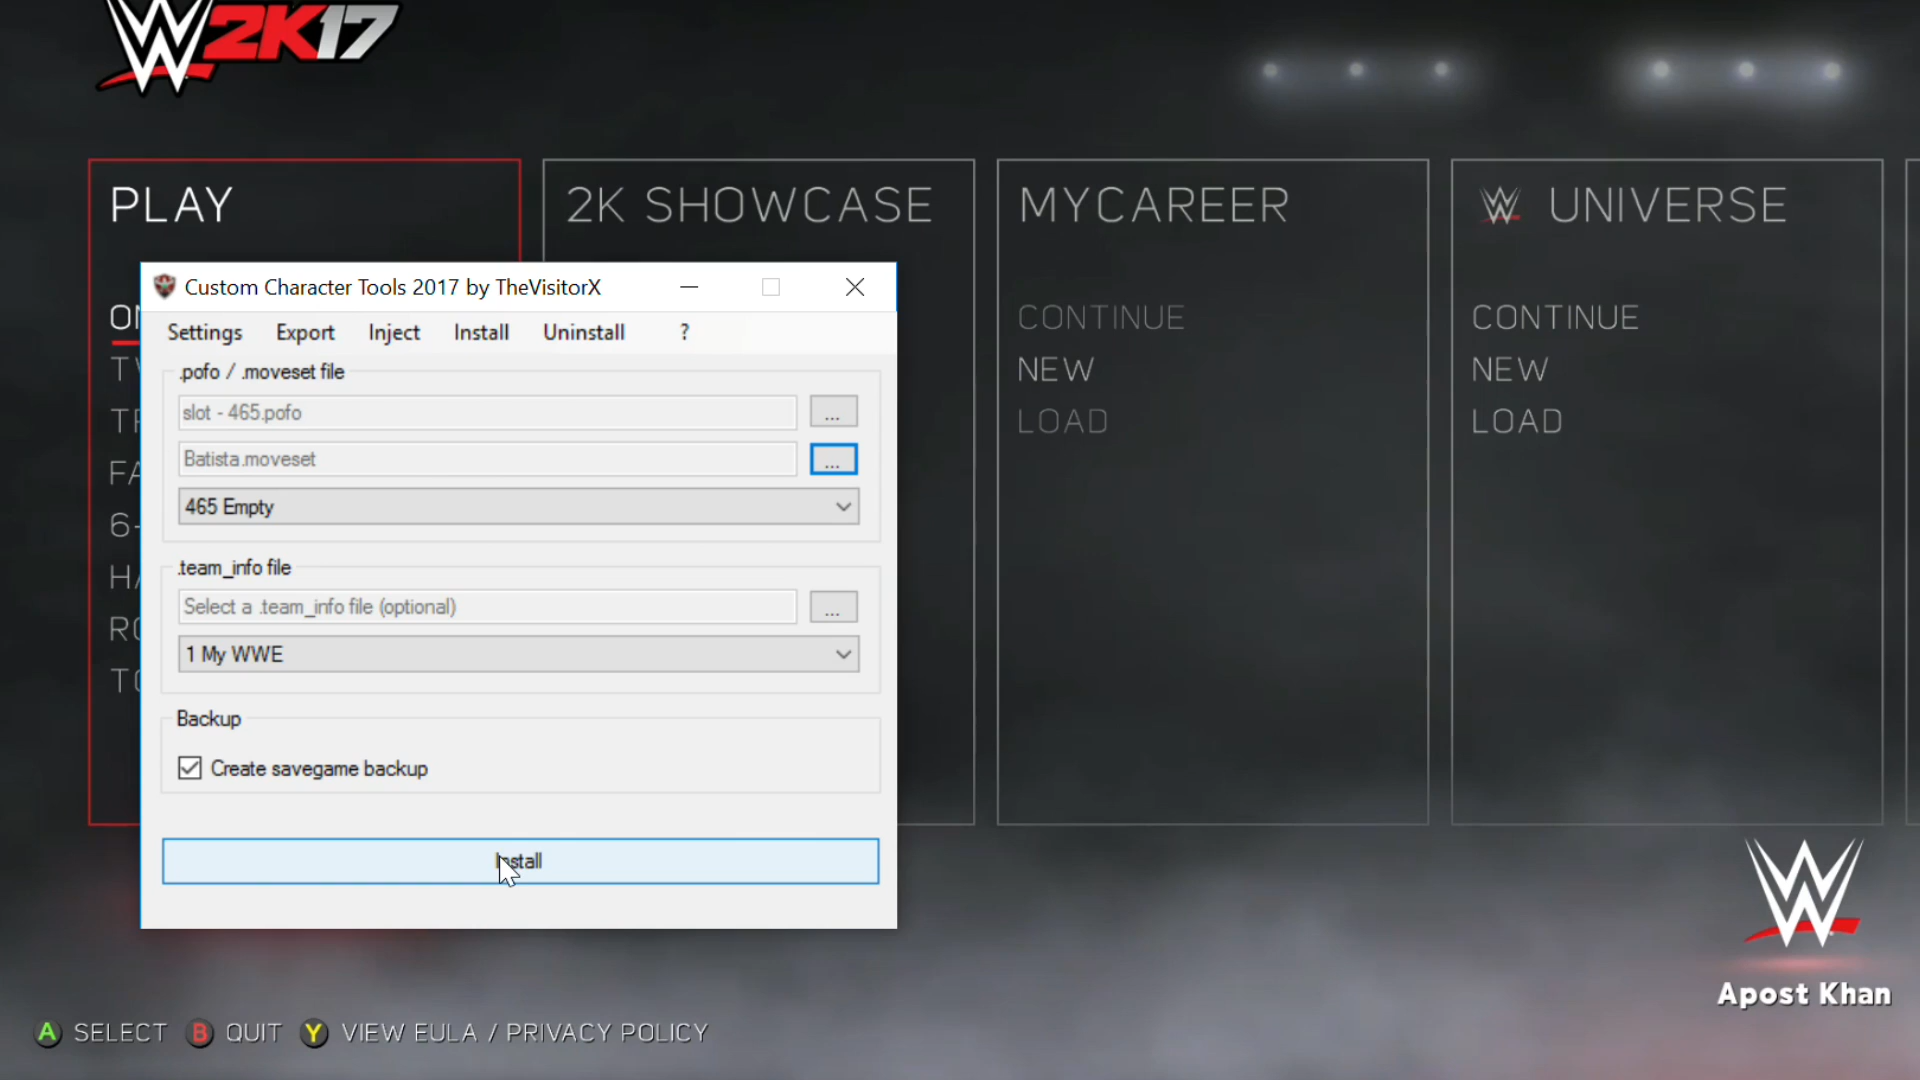 W 2K17
PLAY
2K SHOWCASE
MYCAREER
UNIVERSE
CONTINUE
NEW
LOAD
CONTINUE
NEW
LOAD
Custom Character Tools 2017 by TheVisitorX
Settings Export Inject Install Uninstall ?
.pofo / .moveset file
slot - 465.pofo
...
Batista.moveset
...
465 Empty
.team_info file
Select a .team_info file (optional)
...
1 My WWE
Backup
Create savegame backup
Install
W
Apost Khan
A SELECT B QUIT Y VIEW EULA / PRIVACY POLICY